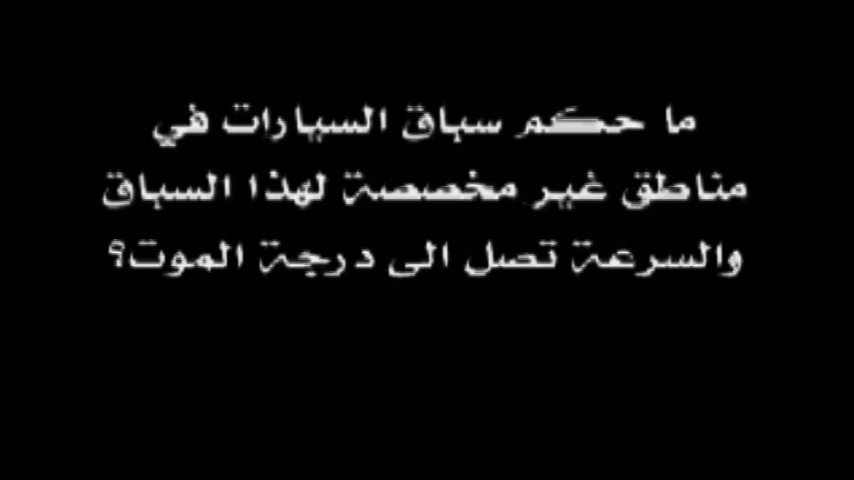 ما حكم سباق السيارات في
مناطق غير مخصصة لهذا السباق
والسرعة تصل الى درجة الموت؟